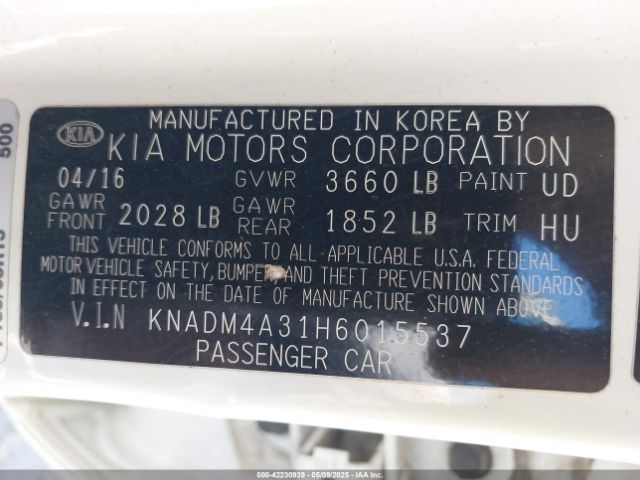 MANUFACTURED IN KOREA BY
KIA KIA MOTORS CORPORATION
04/16 GVWR 3660 LB PAINT UD
GAWR FRONT 2028 LB GAWR REAR 1852 LB TRIM HU
THIS VEHICLE CONFORMS TO ALL APPLICABLE U.S.A. FEDERAL
MOTOR VEHICLE SAFETY, BUMPER, AND THEFT PREVENTION STANDARDS
IN EFFECT ON THE DATE OF MANUFACTURE SHOWN ABOVE.
V.I.N KNADM4A31H6015537
PASSENGER CAR
500
000-42230939 - 05/09/2025 - IAAI